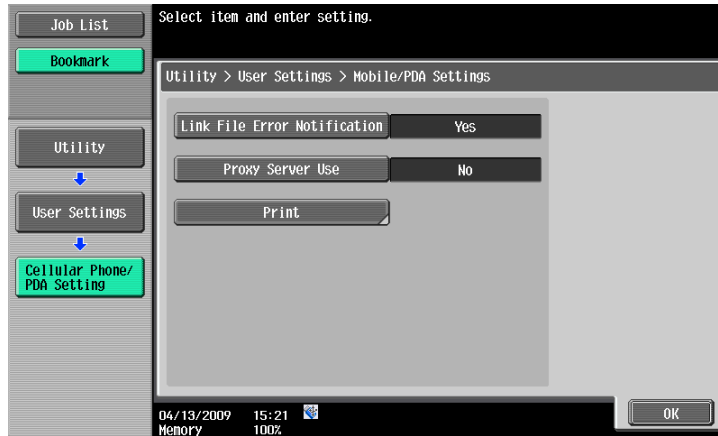 Job List
Bookmark
Select item and enter setting.
Utility > User Settings > Mobile/PDA Settings
Link File Error Notification Yes
Proxy Server Use No
Print
Utility
User Settings
Cellular Phone/
PDA Setting
04/13/2009 15:21
Memory 100%
OK